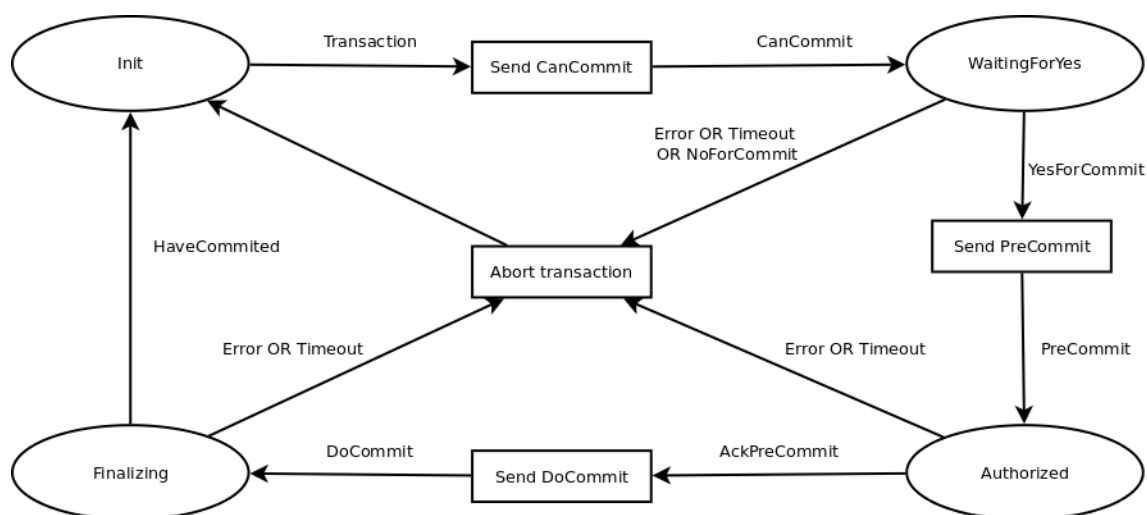 Transaction
CanCommit
Init
Send CanCommit
WaitingForYes
Error OR Timeout
OR NoForCommit
YesForCommit
HaveCommited
Send PreCommit
Abort transaction
Error OR Timeout
Error OR Timeout
PreCommit
DoCommit
AckPreCommit
Finalizing
Send DoCommit
Authorized